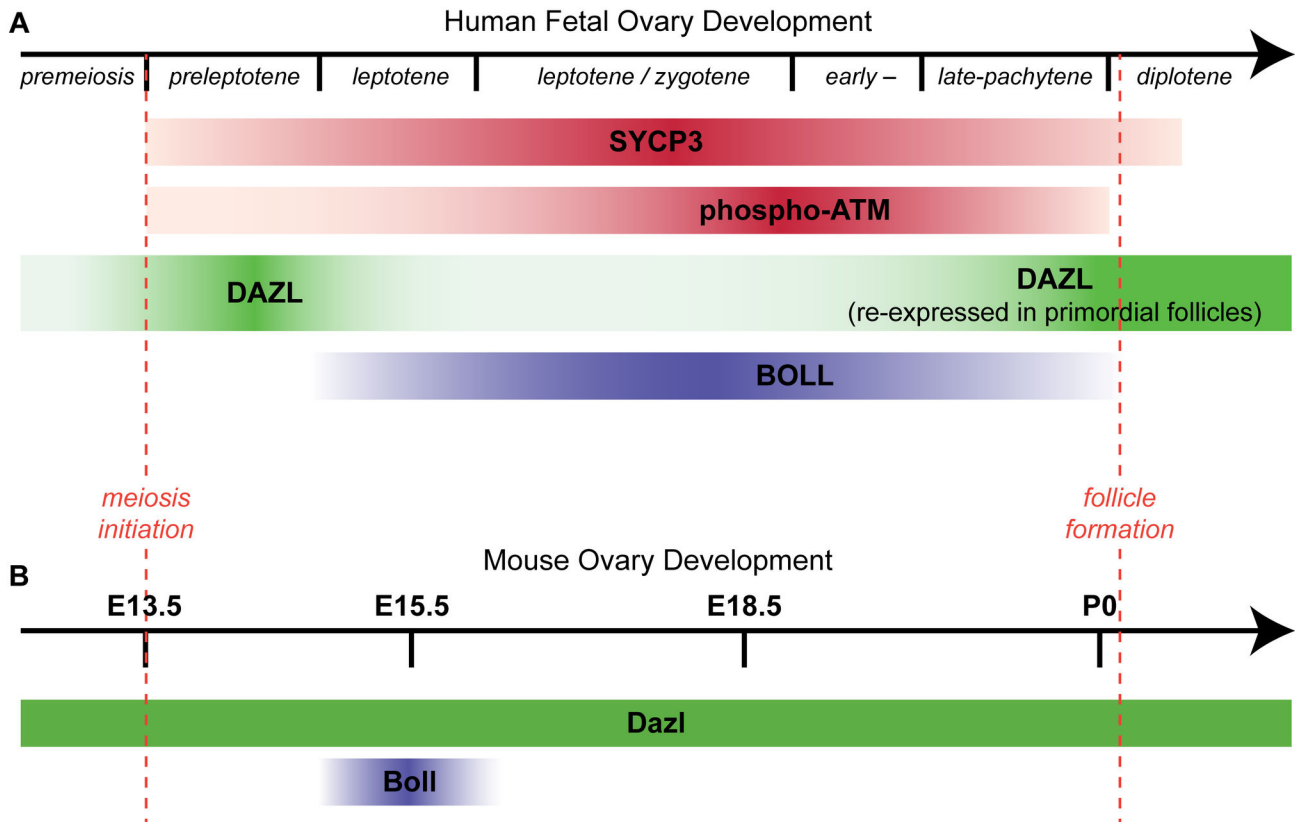 A
Human Fetal Ovary Development
premeiosis preleptotene leptotene leptotene / zygotene early – late-pachytene diplotene
SYCP3
phospho-ATM
DAZL
DAZL
(re-expressed in primordial follicles)
BOLL
meiosis
initiation
follicle
formation
B
Mouse Ovary Development
E13.5 E15.5 E18.5 P0
Dazl
Boll